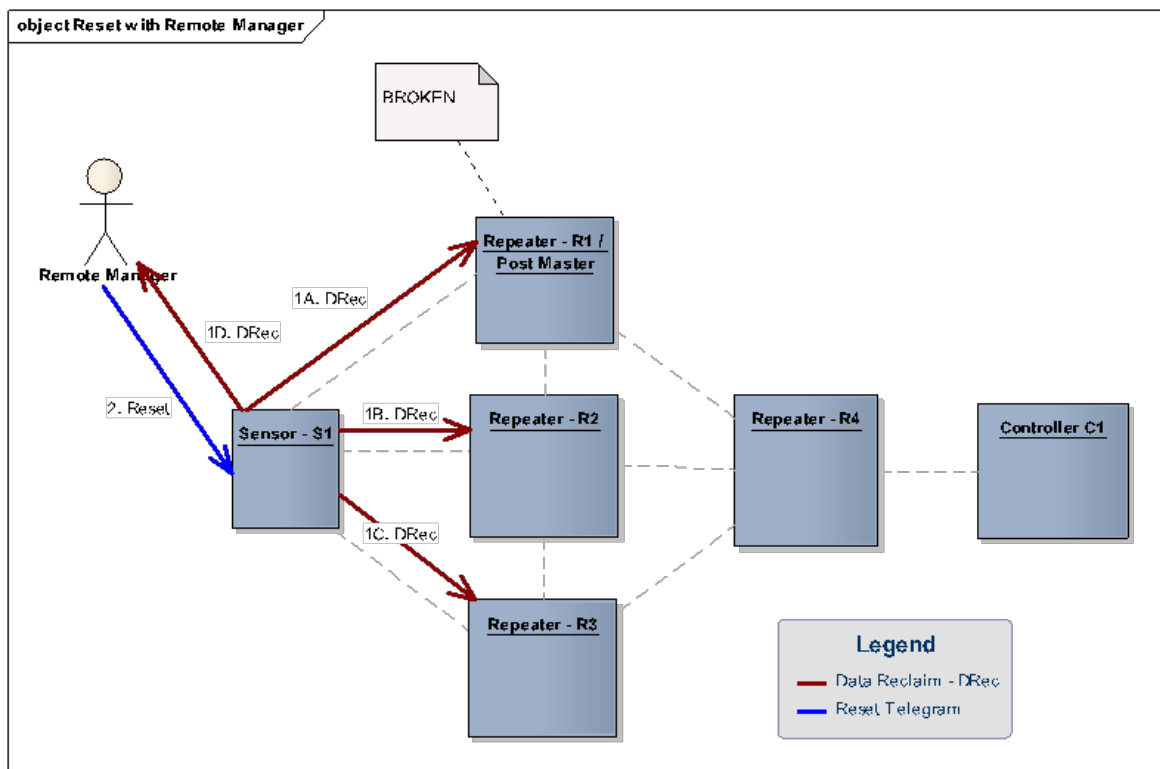 object Reset with Remote Manager
BROKEN
Repeater - R1 /
Post Master
Remote Manager
1A. DRec
1D. DRec
2. Reset
1B. DRec
Sensor - S1
Repeater - R2
Repeater - R4
Controller C1
1C. DRec
Repeater - R3
Legend
Data Reclaim - DRec
Reset Telegram